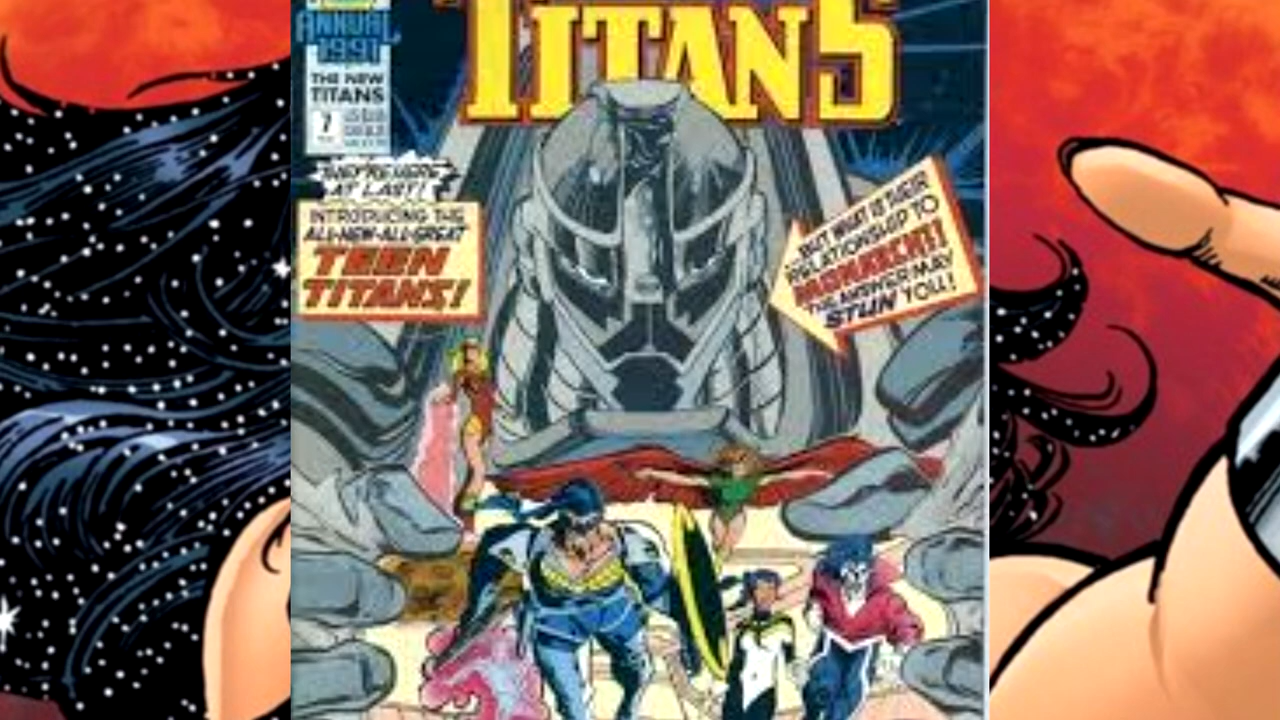 ANNUAL
1991
TITANS
THE NEW
TITANS
7
THEY'RE HERE
AT LAST!
INTRODUCING THE
ALL-NEW-ALL-GREAT
TEEN
TITANS!
BUT WHAT IS THEIR
RELATIONSHIP TO
MONARCH!?
THE ANSWER MAY
STUN YOU!